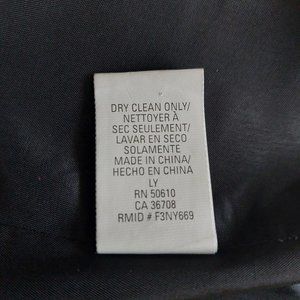 DRY CLEAN ONLY/
NETTOYER À
SEC SEULEMENT/
LAVAR EN SECO
SOLAMENTE
MADE IN CHINA/
HECHO EN CHINA
LY
RN 50610
CA 36708
RMID # F3NY669